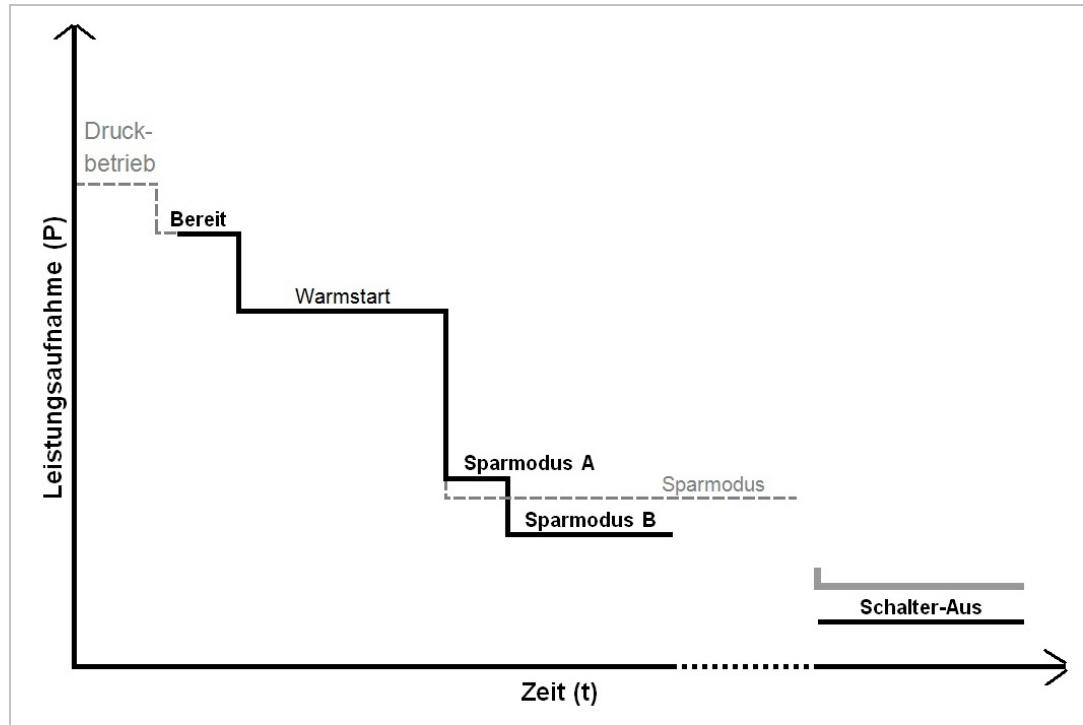 Druck-
betrieb
Bereit
Warmstart
Sparmodus A
Sparmodus
Sparmodus B
Schalter-Aus
Leistungsaufnahme (P)
Zeit (t)